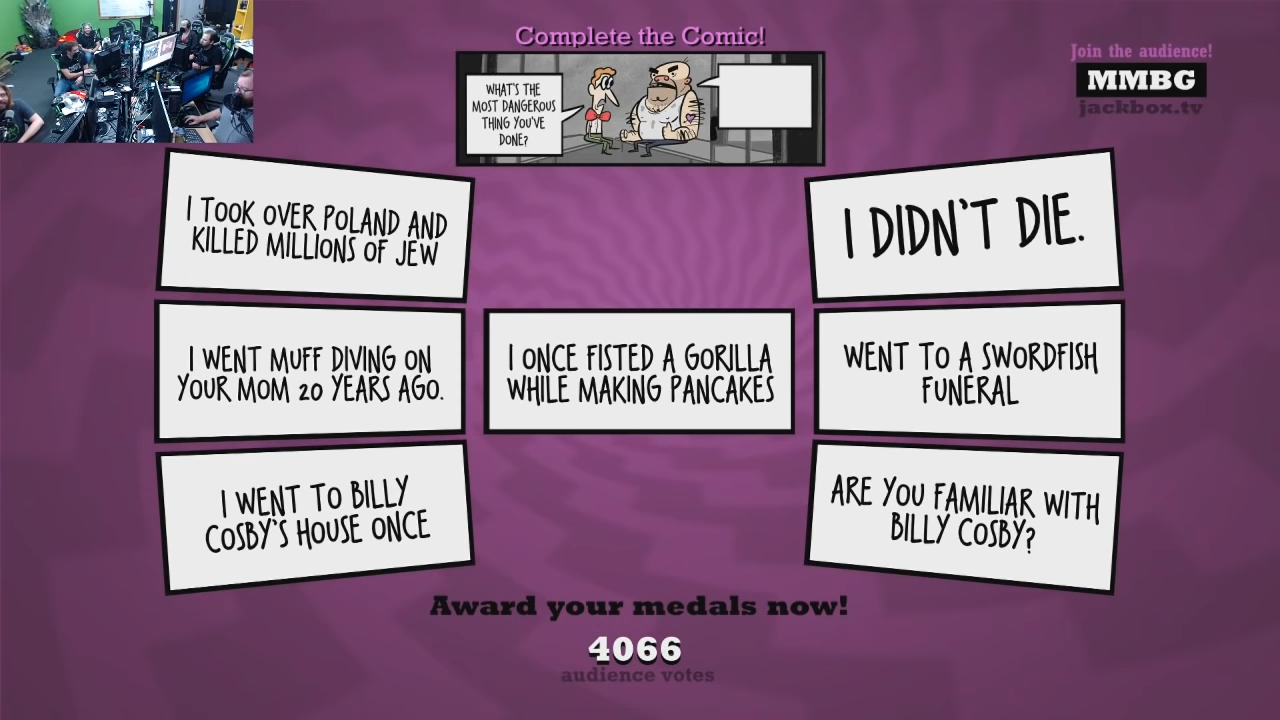 Complete the Comic!
WHAT'S THE
MOST DANGEROUS
THING YOU'VE
DONE?
Join the audience!
MMBG
jackbox.tv
I TOOK OVER POLAND AND
KILLED MILLIONS OF JEW
I DIDN'T DIE.
I WENT MUFF DIVING ON
YOUR MOM 20 YEARS AGO.
I ONCE FISTED A GORILLA
WHILE MAKING PANCAKES
WENT TO A SWORDFISH
FUNERAL
I WENT TO BILLY
COSBY'S HOUSE ONCE
ARE YOU FAMILIAR WITH
BILLY COSBY?
Award your medals now!
4066
audience votes